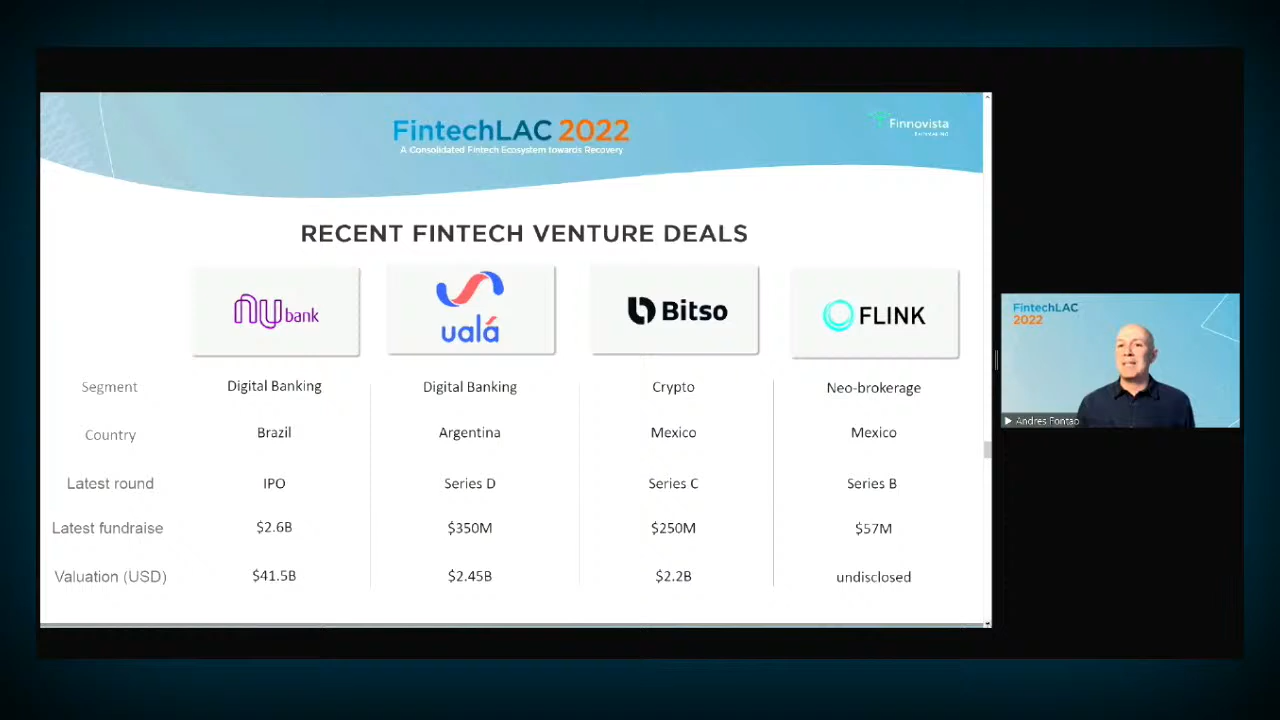 FintechLAC 2022
A Consolidated Fintech Ecosystem towards Recovery
Finnovista
RECENT FINTECH VENTURE DEALS
nu bank
ualá
Bitso
FLINK
Segment Digital Banking Digital Banking Crypto Neo-brokerage
Country Brazil Argentina Mexico Mexico
Latest round IPO Series D Series C Series B
Latest fundraise $2.6B $350M $250M $57M
Valuation (USD) $41.5B $2.45B $2.2B undisclosed
FintechLAC
2022
Andres Fontao